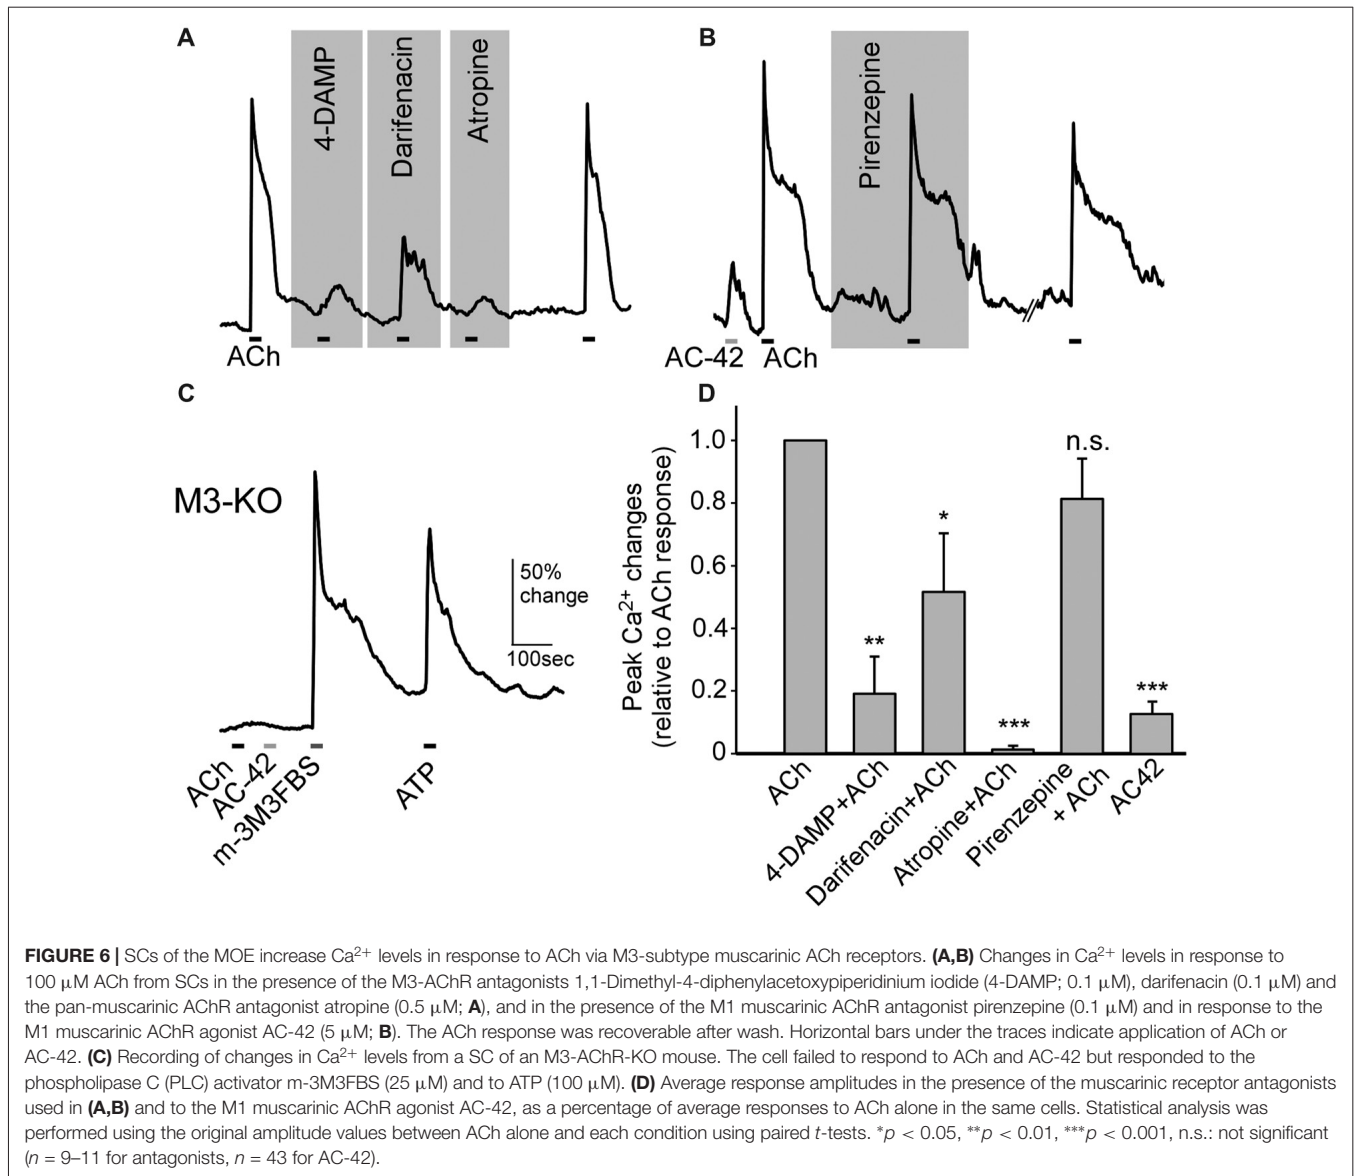 A
4-DAMP
Darifenacin
Atropine
ACh
B
Pirenzepine
AC-42
ACh
C
M3-KO
50%
change
100sec
ACh
AC-42
m-3M3FBS
ATP
D
Peak Ca²⁺ changes
(relative to ACh response)
1.0
0.8
0.6
0.4
0.2
0
**
*
***
n.s.
***
ACh
4-DAMP+ACh
Darifenacin+ACh
Atropine+ACh
Pirenzepine
+ ACh
AC42
FIGURE 6 | SCs of the MOE increase Ca²⁺ levels in response to ACh via M3-subtype muscarinic ACh receptors. (A,B) Changes in Ca²⁺ levels in response to
100 μM ACh from SCs in the presence of the M3-AChR antagonists 1,1-Dimethyl-4-diphenylacetoxypiperidinium iodide (4-DAMP; 0.1 μM), darifenacin (0.1 μM) and
the pan-muscarinic AChR antagonist atropine (0.5 μM; A), and in the presence of the M1 muscarinic AChR antagonist pirenzepine (0.1 μM) and in response to the
M1 muscarinic AChR agonist AC-42 (5 μM; B). The ACh response was recoverable after wash. Horizontal bars under the traces indicate application of ACh or
AC-42. (C) Recording of changes in Ca²⁺ levels from a SC of an M3-AChR-KO mouse. The cell failed to respond to ACh and AC-42 but responded to the
phospholipase C (PLC) activator m-3M3FBS (25 μM) and to ATP (100 μM). (D) Average response amplitudes in the presence of the muscarinic receptor antagonists
used in (A,B) and to the M1 muscarinic AChR agonist AC-42, as a percentage of average responses to ACh alone in the same cells. Statistical analysis was
performed using the original amplitude values between ACh alone and each condition using paired t-tests. *p < 0.05, **p < 0.01, ***p < 0.001, n.s.: not significant
(n = 9–11 for antagonists, n = 43 for AC-42).